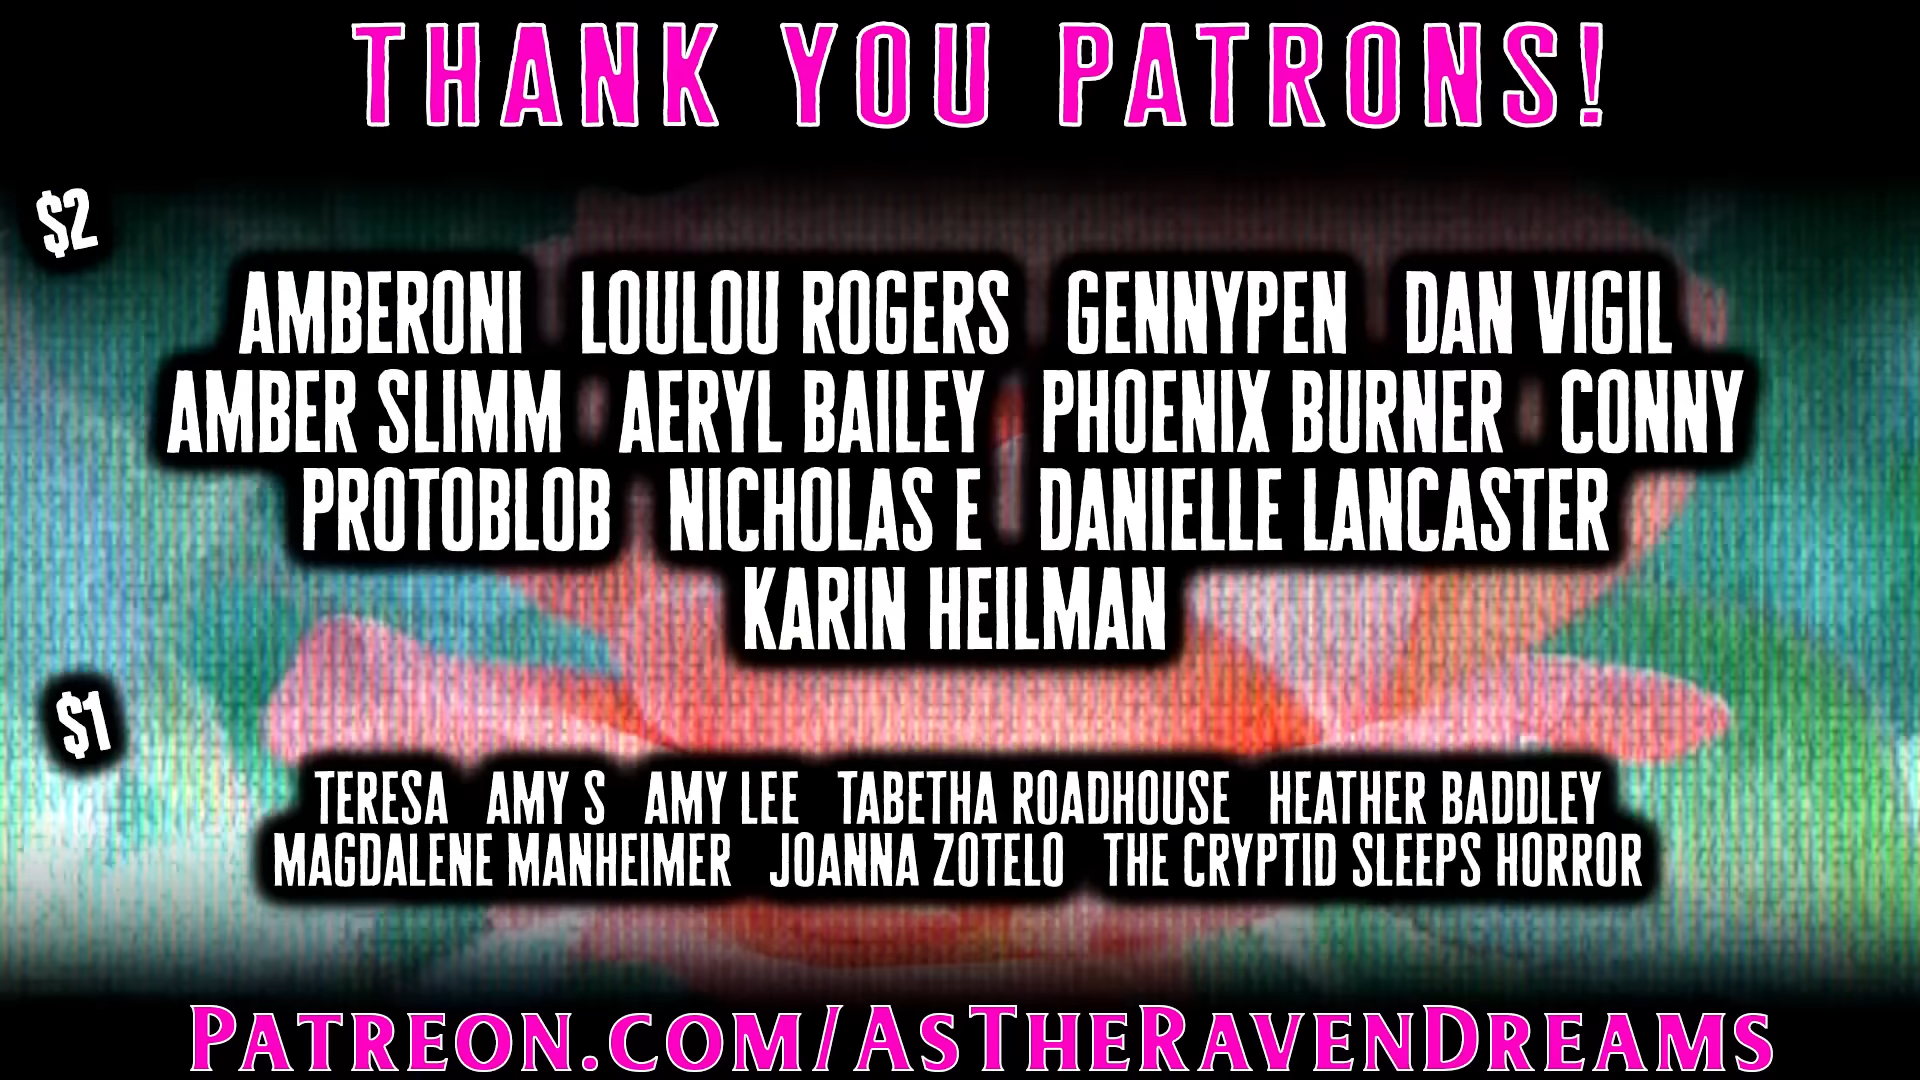 THANK YOU PATRONS!
$2
AMBERONI LOULOU ROGERS GENNYPEN DAN VIGIL
AMBER SLIMM AERYL BAILEY PHOENIX BURNER CONNY
PROTOBLOB NICHOLAS E DANIELLE LANCASTER
KARIN HEILMAN
$1
TERESA AMY S AMY LEE TABETHA ROADHOUSE HEATHER BADDLEY
MAGDALENE MANHEIMER JOANNA ZOTELO THE CRYPTID SLEEPS HORROR
PATREON.COM/ASTHERAVENDREAMS